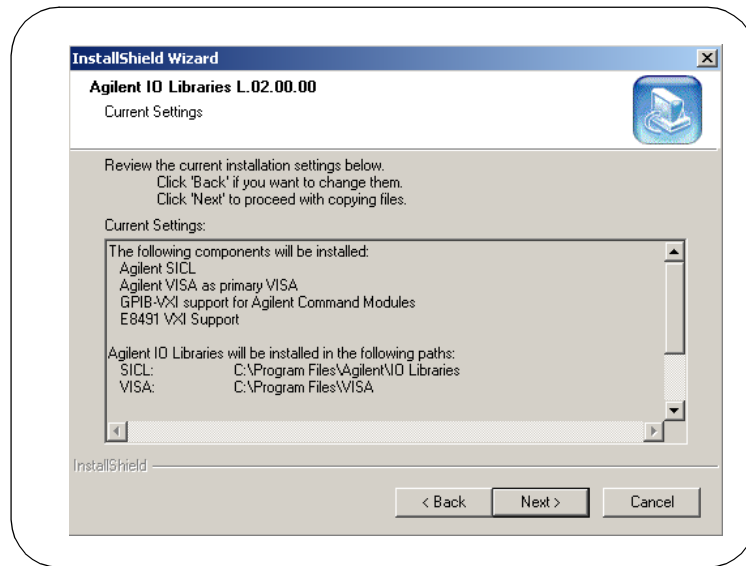 InstallShield Wizard
Agilent IO Libraries L.02.00.00
Current Settings
Review the current installation settings below.
Click 'Back' if you want to change them.
Click 'Next' to proceed with copying files.
Current Settings:
The following components will be installed:
Agilent SICL
Agilent VISA as primary VISA
GPIB-VXI support for Agilent Command Modules
E8491 VXI Support
Agilent IO Libraries will be installed in the following paths:
SICL: C:\Program Files\Agilent\IO Libraries
VISA: C:\Program Files\VISA
InstallShield
< Back Next > Cancel